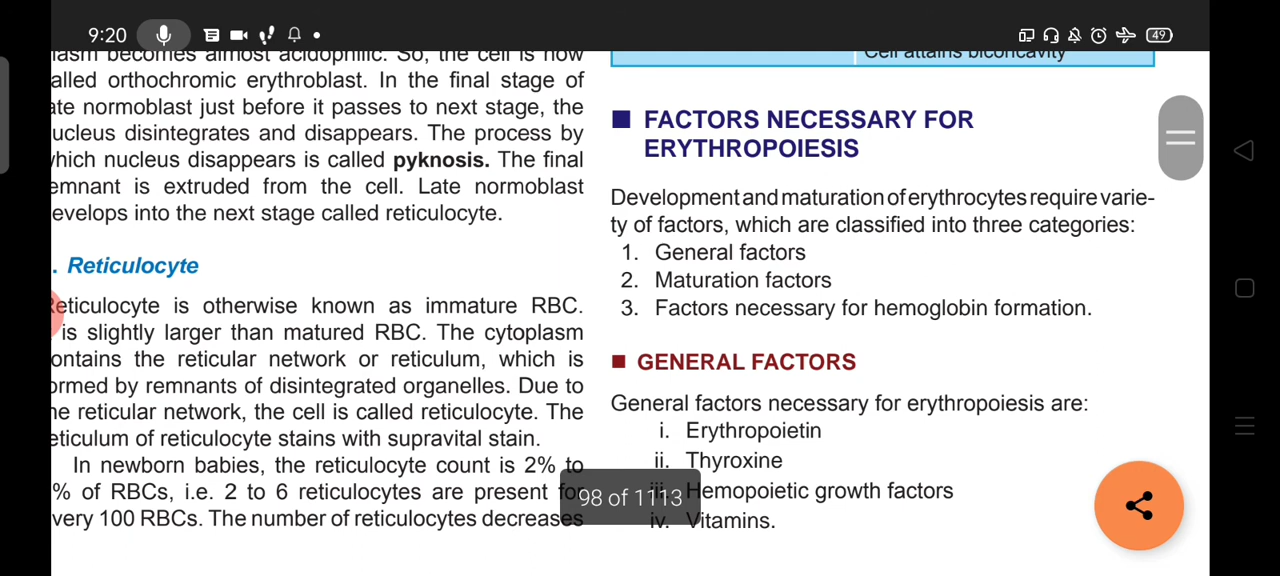 9:20
49
lasm becomes almost acidophilic. So, the cell is now
alled orthochromic erythroblast. In the final stage of
ate normoblast just before it passes to next stage, the
ucleus disintegrates and disappears. The process by
which nucleus disappears is called pyknosis. The final
emnant is extruded from the cell. Late normoblast
evelops into the next stage called reticulocyte.
. Reticulocyte
Reticulocyte is otherwise known as immature RBC.
is slightly larger than matured RBC. The cytoplasm
ontains the reticular network or reticulum, which is
ormed by remnants of disintegrated organelles. Due to
he reticular network, the cell is called reticulocyte. The
eticulum of reticulocyte stains with supravital stain.
In newborn babies, the reticulocyte count is 2% to
% of RBCs, i.e. 2 to 6 reticulocytes are present for
very 100 RBCs. The number of reticulocytes decreases
Cell attains biconcavity
FACTORS NECESSARY FOR
ERYTHROPOIESIS
Development and maturation of erythrocytes require varie-
ty of factors, which are classified into three categories:
1. General factors
2. Maturation factors
3. Factors necessary for hemoglobin formation.
GENERAL FACTORS
General factors necessary for erythropoiesis are:
i. Erythropoietin
ii. Thyroxine
iii. Hemopoietic growth factors
iv. Vitamins.
98 of 1113